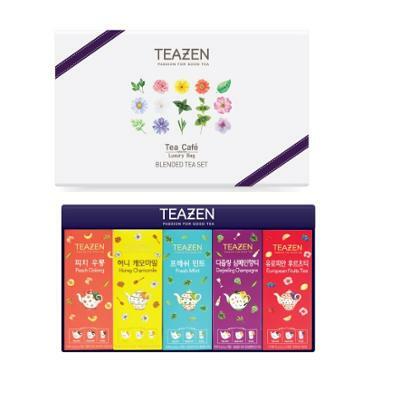 TEAZEN
PASSION FOR GOOD TEA
Tea Café
Luxury Bag
BLENDED TEA SET
TEAZEN
PASSION FOR GOOD TEA
TEAZEN
피치 우롱
Peach Oolong
TEAZEN
허니 캐모마일
Honey Chamomile
TEAZEN
프레쉬 민트
Fresh Mint
TEAZEN
다즐링 샴페인향티
Darjeeling Champagne
TEAZEN
유로피안 후르츠티
European Fruits Tea